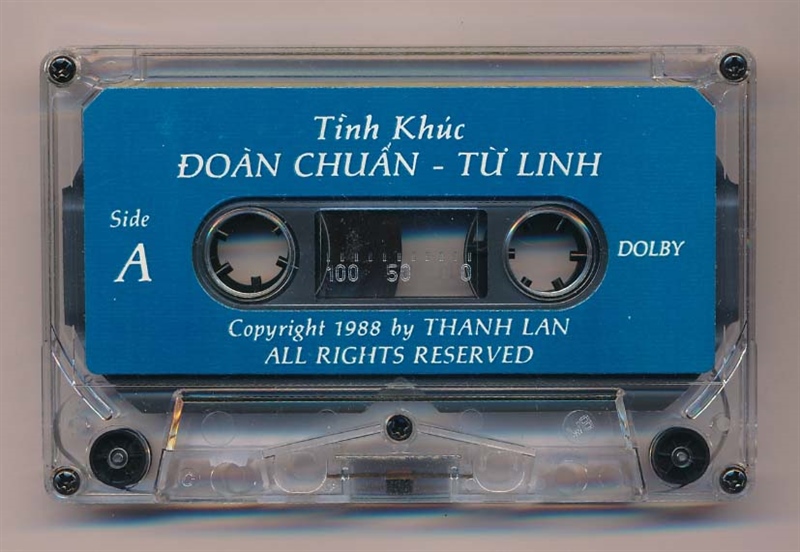 Tình Khúc
ĐOÀN CHUẨN - TỪ LINH
Side
A
DOLBY
100 50 0
Copyright 1988 by THANH LAN
ALL RIGHTS RESERVED